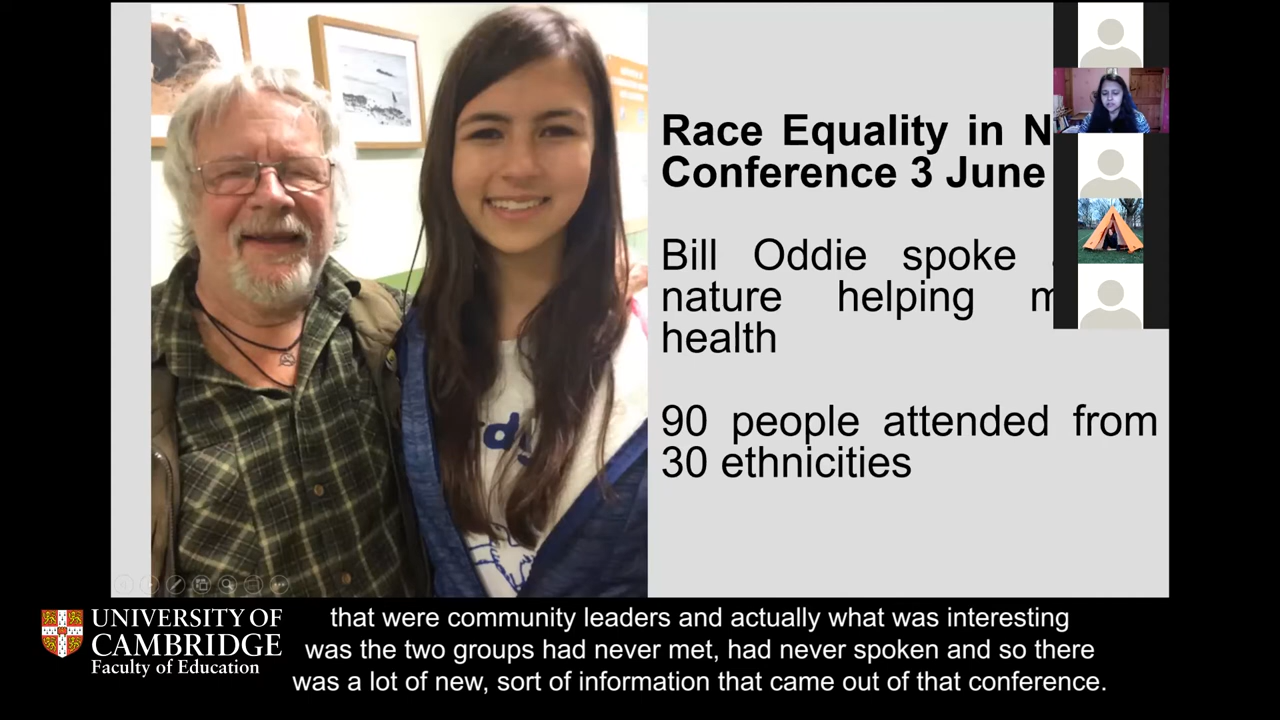 Race Equality in N
Conference 3 June
Bill Oddie spoke
nature helping m
health
90 people attended from
30 ethnicities
UNIVERSITY OF
CAMBRIDGE
Faculty of Education
that were community leaders and actually what was interesting
was the two groups had never met, had never spoken and so there
was a lot of new, sort of information that came out of that conference.